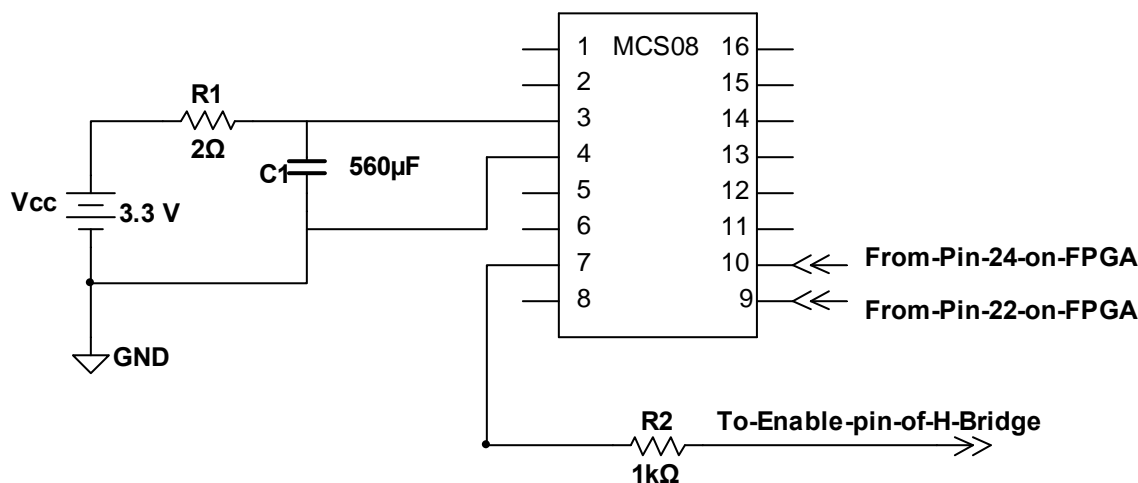 1 MCS08 16
2 15
R1
3 14
2Ω
4 13
C1 560µF
5 12
Vcc 3.3 V
6 11
7 10 From-Pin-24-on-FPGA
8 9 From-Pin-22-on-FPGA
GND
R2 To-Enable-pin-of-H-Bridge
1kΩ